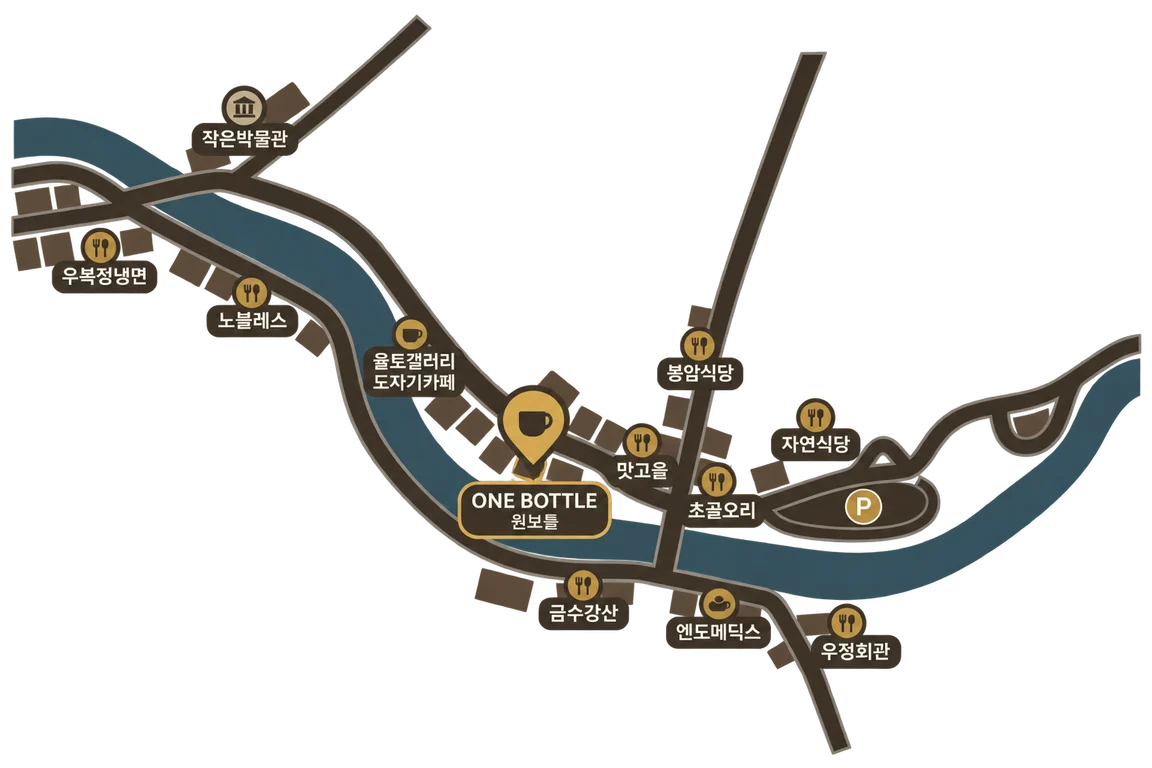 작은박물관
우복정냉면
노블레스
율토갤러리
도자기카페
봉암식당
자연식당
맛고을
초골오리
P
ONE BOTTLE
원보틀
금수강산
엔도메딕스
우정회관